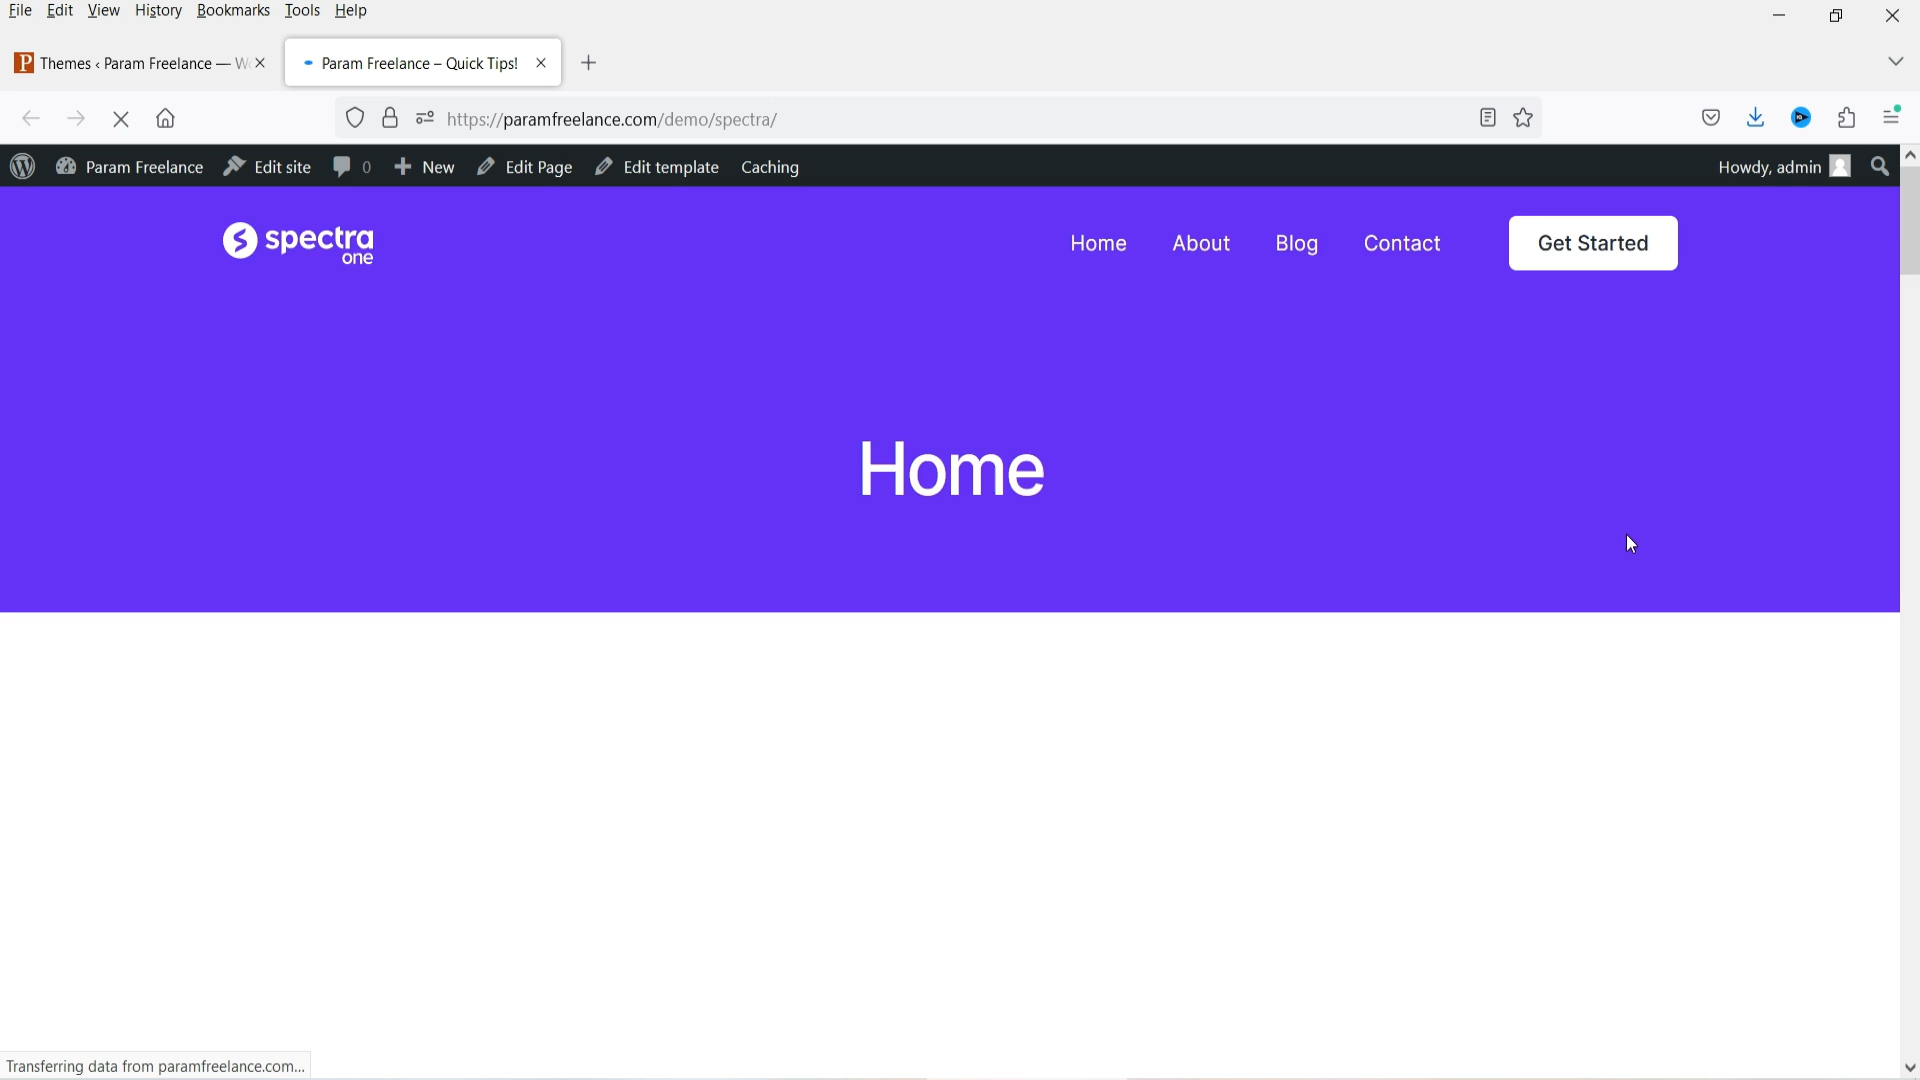 File Edit View History Bookmarks Tools Help
Themes ‹ Param Freelance — W
Param Freelance – Quick Tips!
https://paramfreelance.com/demo/spectra/
Param Freelance Edit site 0 New Edit Page Edit template Caching Howdy, admin
spectra
one
Home About Blog Contact Get Started
Home
Transferring data from paramfreelance.com...